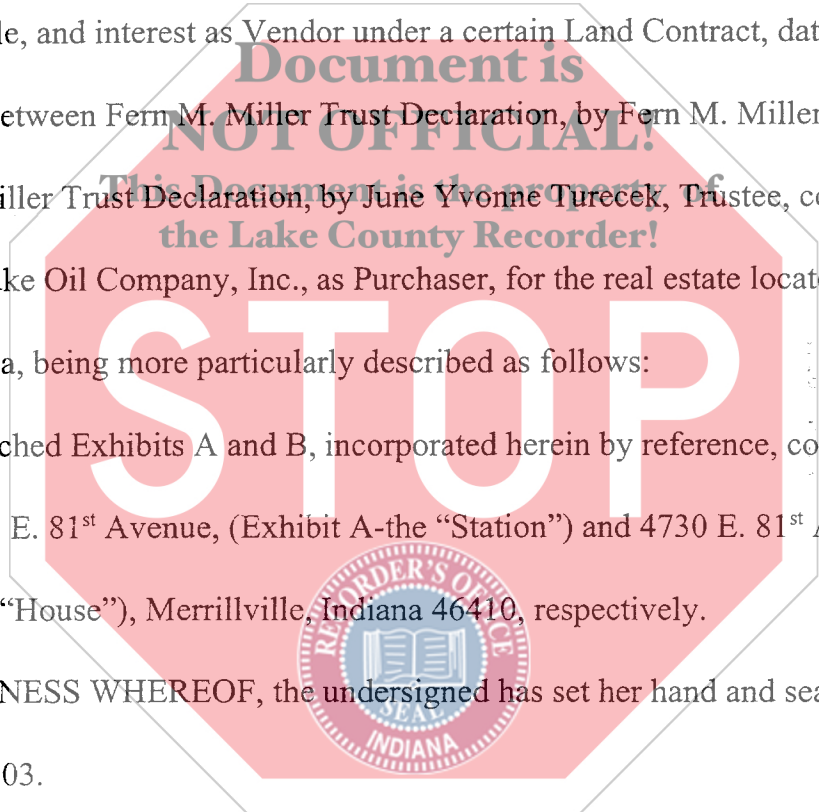 le, and interest as Vendor under a certain Land Contract, dat
Document is
etween Fern M. Miller Trust Declaration, by Fern M. Miller
NOT OFFICIAL!
iller Trust Declaration, by June Yvonne Turecek, Trustee, co
This Document is the property of
the Lake County Recorder!
ke Oil Company, Inc., as Purchaser, for the real estate locat
STOP
a, being more particularly described as follows:
ched Exhibits A and B, incorporated herein by reference, co
E. 81st Avenue, (Exhibit A-the “Station”) and 4730 E. 81st A
“House”), Merrillville, Indiana 46410, respectively.
RECORDER'S OFFICE
SEAL
INDIANA
NESS WHEREOF, the undersigned has set her hand and sea
03.